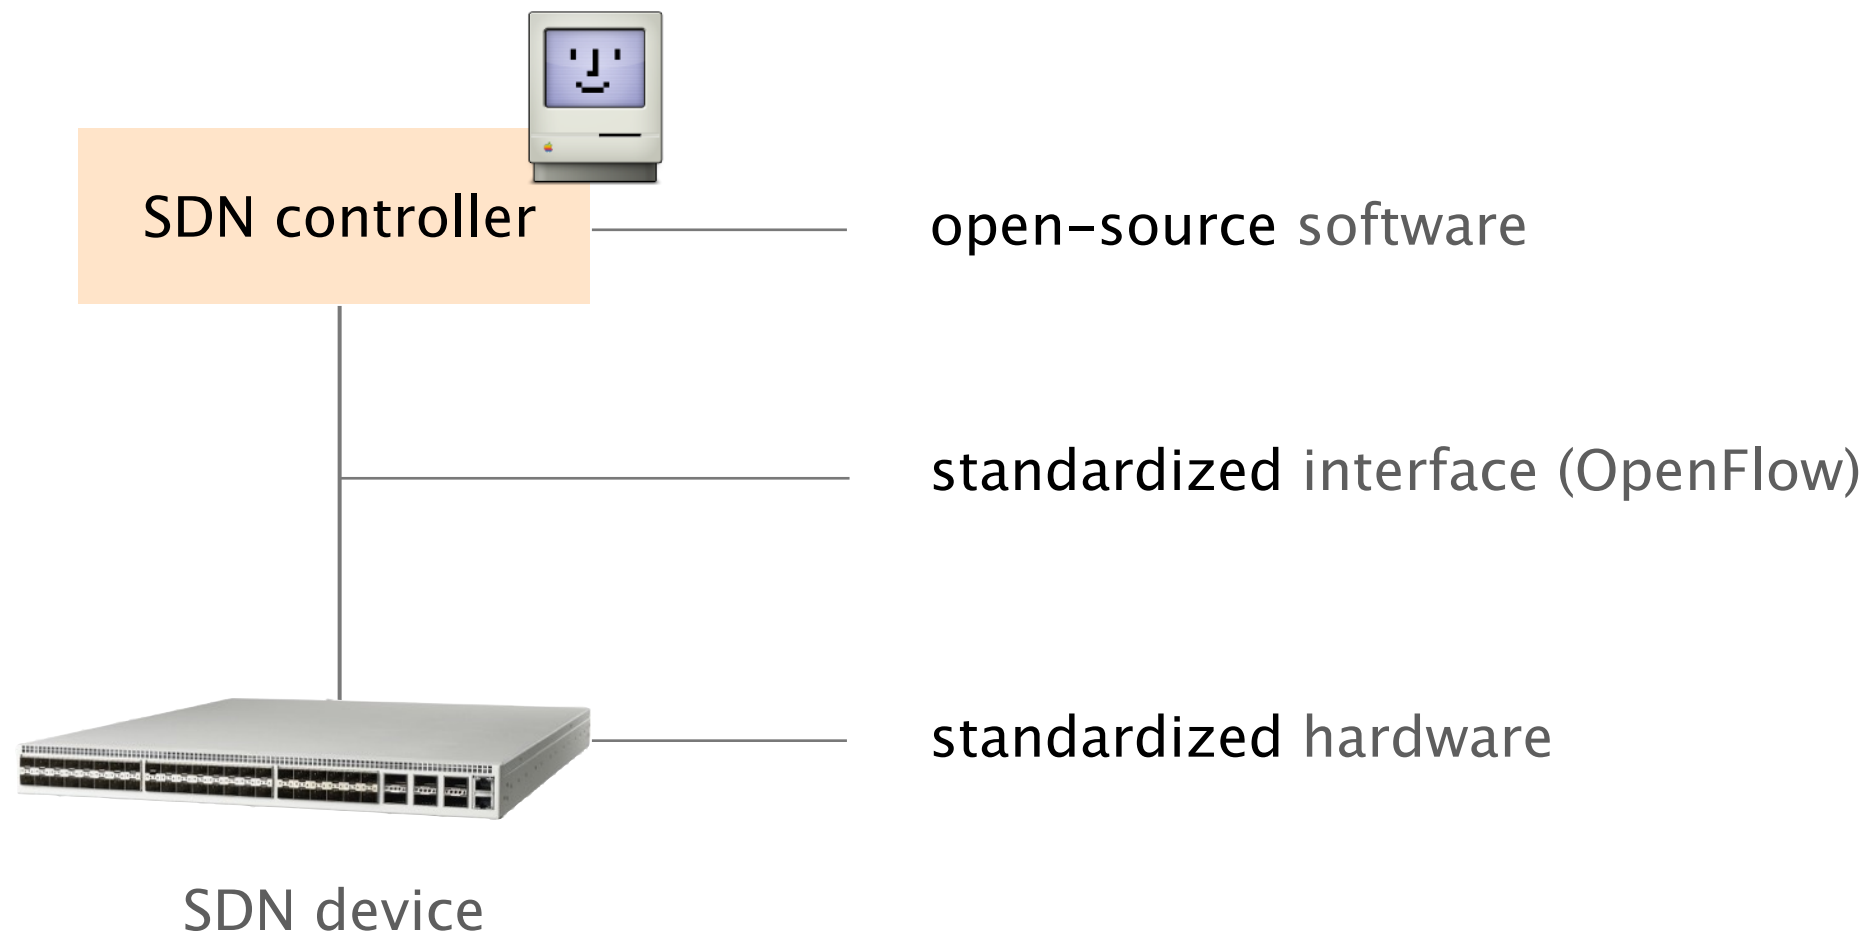 SDN controller
open-source software
standardized interface (OpenFlow)
standardized hardware
SDN device